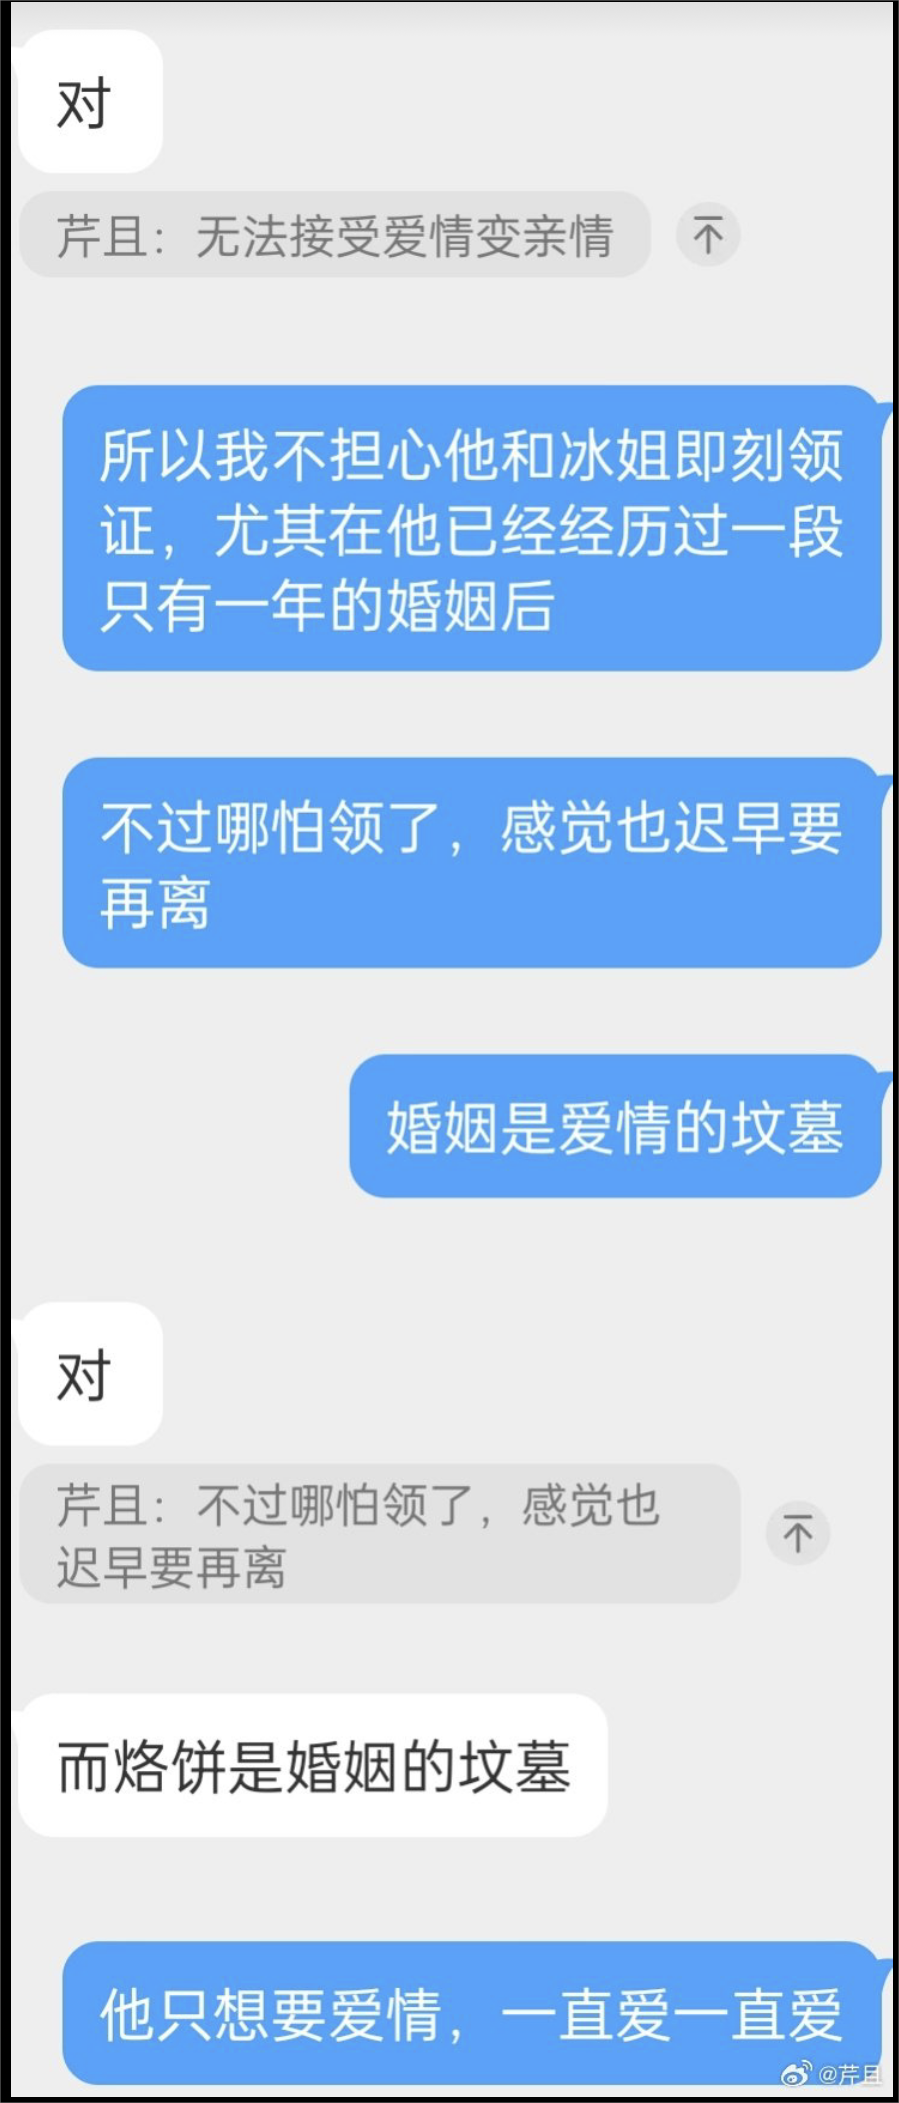 对
芹且：无法接受爱情变亲情
所以我不担心他和冰姐即刻领
证，尤其在他已经经历过一段
只有一年的婚姻后
不过哪怕领了，感觉也迟早要
再离
婚姻是爱情的坟墓
对
芹且：不过哪怕领了，感觉也
迟早要再离
而烙饼是婚姻的坟墓
他只想要爱情，一直爱一直爱
@芹且